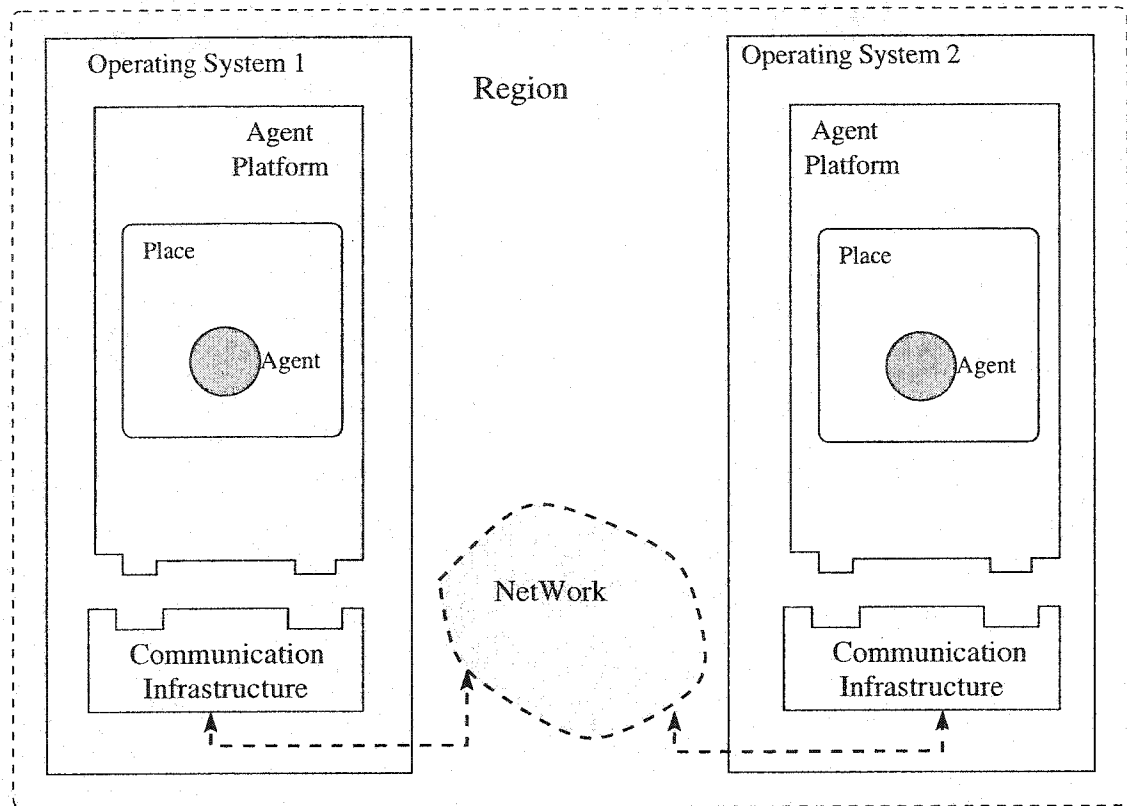 Operating System 1
Agent
Platform
Place
Agent
Communication
Infrastructure
Region
NetWork
Operating System 2
Agent
Platform
Place
Agent
Communication
Infrastructure